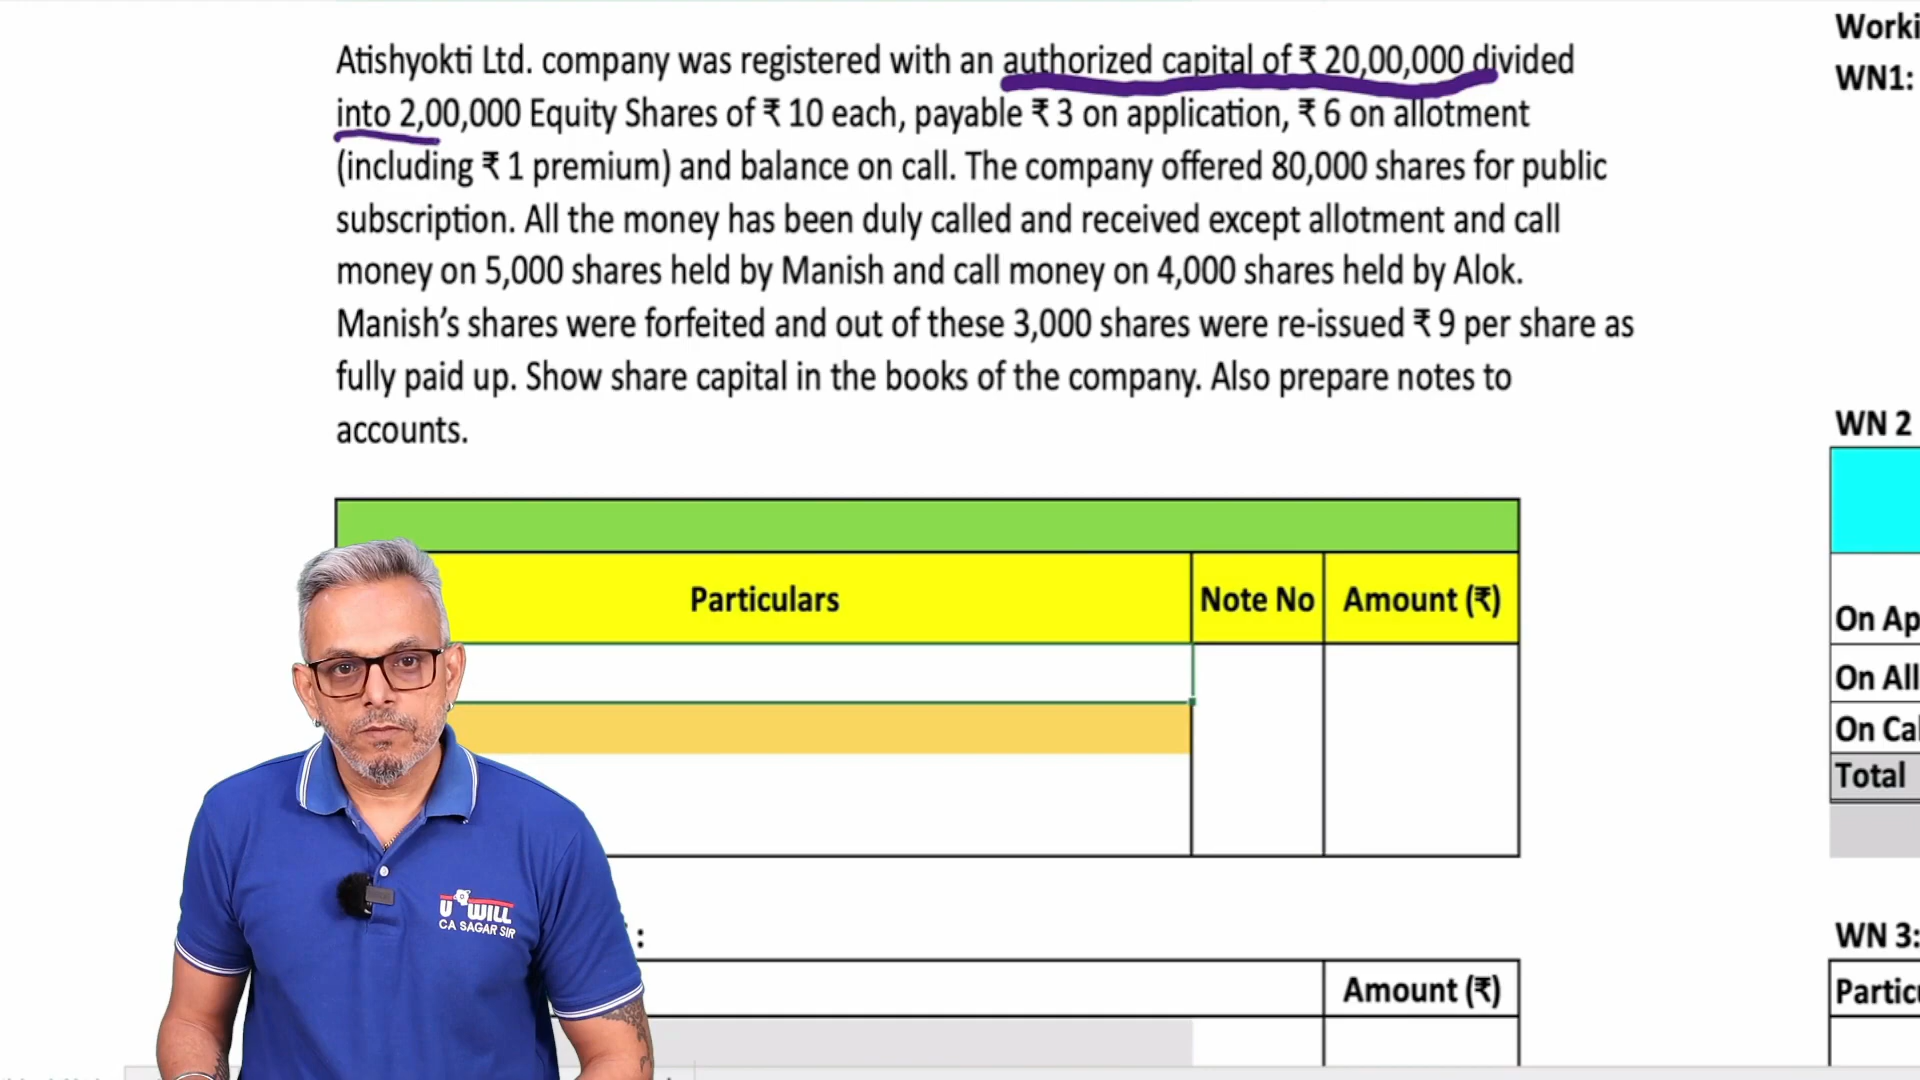 Atishyokti Ltd. company was registered with an authorized capital of ₹ 20,00,000 divided
into 2,00,000 Equity Shares of ₹ 10 each, payable ₹ 3 on application, ₹ 6 on allotment
(including ₹ 1 premium) and balance on call. The company offered 80,000 shares for public
subscription. All the money has been duly called and received except allotment and call
money on 5,000 shares held by Manish and call money on 4,000 shares held by Alok.
Manish’s shares were forfeited and out of these 3,000 shares were re-issued ₹ 9 per share as
fully paid up. Show share capital in the books of the company. Also prepare notes to
accounts.
Particulars Note No Amount (₹)
:
Amount (₹)
Worki
WN1:
WN 2
On Ap
On All
On Cal
Total
WN 3:
Particu
U WILL
CA SAGAR SIR